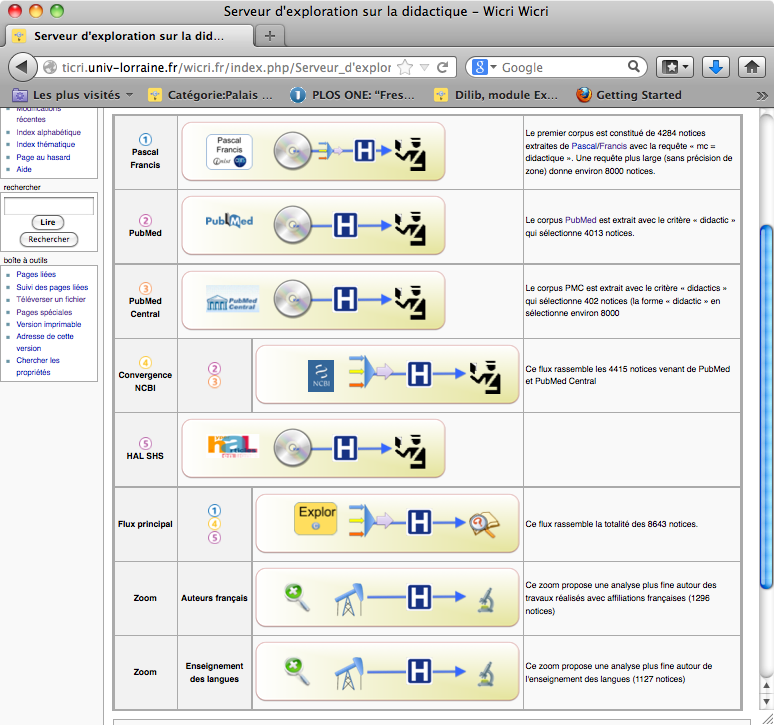 Serveur d'exploration sur la didactique – Wicri Wicri
Serveur d'exploration sur la did...
ticri.univ-lorraine.fr/wicri.fr/index.php/Serveur_d'explor
Google
Les plus visités
Catégorie:Palais ...
PLOS ONE: "Fres...
Dilib, module Ex...
Getting Started
Modifications
récentes
Index alphabétique
Index thématique
Page au hasard
Aide
rechercher
Lire
Rechercher
boîte à outils
Pages liées
Suivi des pages liées
Téléverser un fichier
Pages spéciales
Version imprimable
Adresse de cette
version
Chercher les
propriétés
1
Pascal
Francis
Pascal
Francis
inist
H
Le premier corpus est constitué de 4284 notices
extraites de Pascal/Francis avec la requête « mc =
didactique ». Une requête plus large (sans précision de
zone) donne environ 8000 notices.
2
PubMed
PubMed
H
Le corpus PubMed est extrait avec le critère « didactic »
qui sélectionne 4013 notices.
3
PubMed
Central
PubMed
Central
H
Le corpus PMC est extrait avec le critère « didactics »
qui sélectionne 402 notices (la forme « didactic » en
sélectionne environ 8000
4
Convergence
NCBI
2
3
NCBI
H
Ce flux rassemble les 4415 notices venant de PubMed
et PubMed Central
5
HAL SHS
HAL
H
Flux principal
1
4
5
Explor
H
Ce flux rassemble la totalité des 8643 notices.
Zoom
Auteurs français
H
Ce zoom propose une analyse plus fine autour des
travaux réalisés avec affiliations françaises (1296
notices)
Zoom
Enseignement
des langues
H
Ce zoom propose une analyse plus fine autour de
l'enseignement des langues (1127 notices)